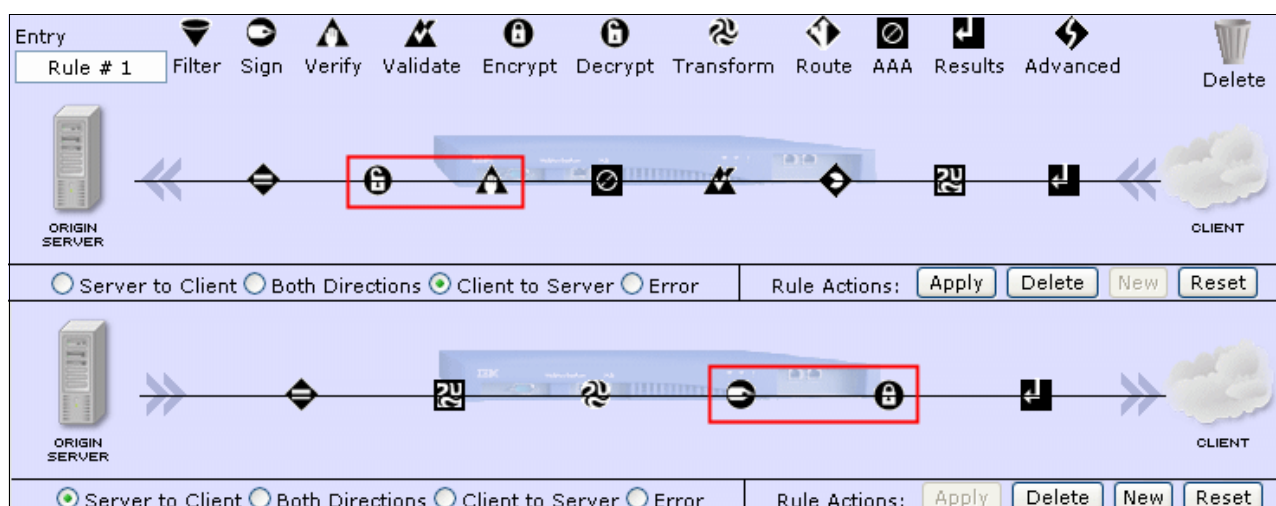 Entry
Rule # 1
Filter Sign Verify Validate Encrypt Decrypt Transform Route AAA Results Advanced
Delete
ORIGIN
SERVER
CLIENT
Server to Client Both Directions Client to Server Error
Rule Actions: Apply Delete New Reset
IBM
ORIGIN
SERVER
CLIENT
Server to Client Both Directions Client to Server Error
Rule Actions: Apply Delete New Reset